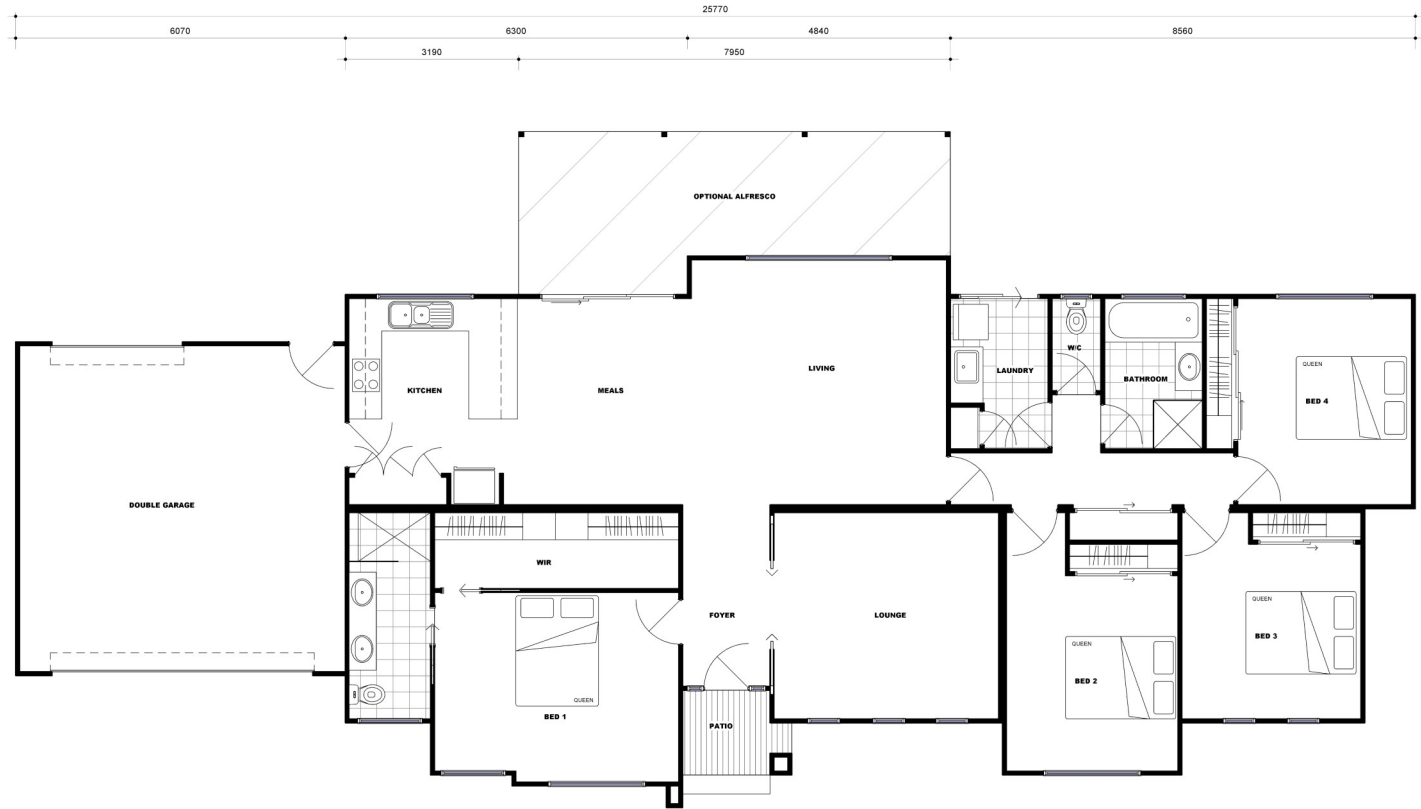 25770
6070
6300
4840
8560
3190
7950
OPTIONAL ALFRESCO
W/C
LIVING
LAUNDRY
BATHROOM
QUEEN
KITCHEN
MEALS
BED 4
DOUBLE GARAGE
WIR
QUEEN
FOYER
LOUNGE
BED 3
QUEEN
BED 2
QUEEN
BED 1
PATIO